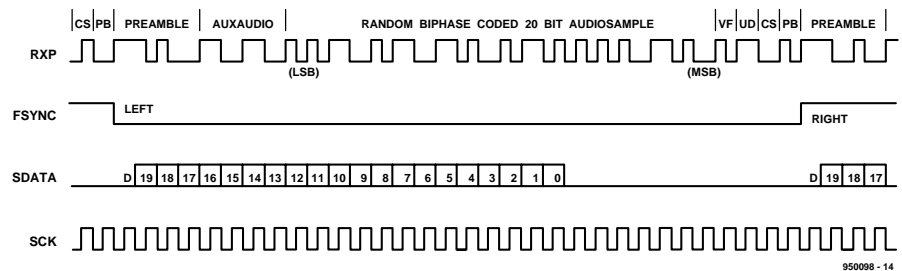 CS PB PREAMBLE AUXAUDIO RANDOM BIPHASE CODED 20 BIT AUDIOSAMPLE VF UD CS PB PREAMBLE
RXP
(LSB) (MSB)
LEFT
FSYNC
RIGHT
SDATA D 19 18 17 16 15 14 13 12 11 10 9 8 7 6 5 4 3 2 1 0 D 19 18 17
SCK
950098 - 14